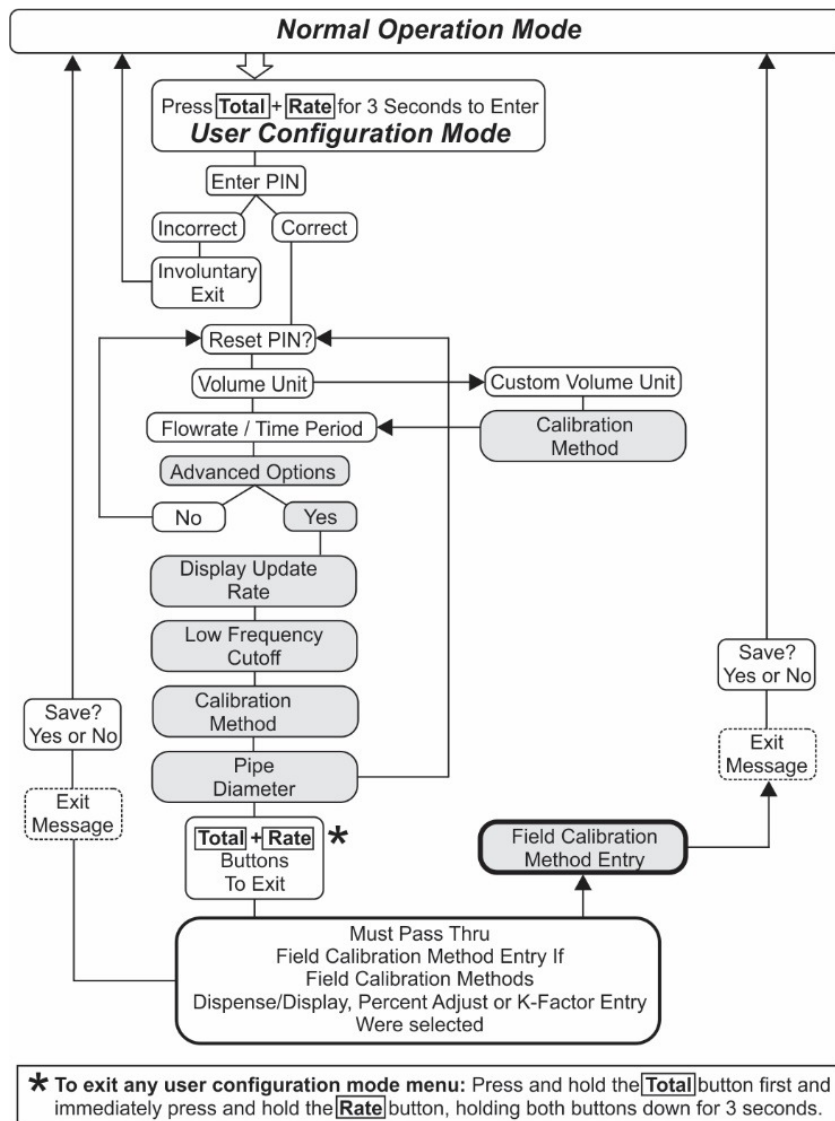 Normal Operation Mode
Press Total + Rate for 3 Seconds to Enter
User Configuration Mode
Enter PIN
Incorrect
Correct
Involuntary
Exit
Reset PIN?
Volume Unit
Custom Volume Unit
Flowrate / Time Period
Calibration
Method
Advanced Options
No
Yes
Display Update
Rate
Low Frequency
Cutoff
Calibration
Method
Pipe
Diameter
Save?
Yes or No
Exit
Message
Save?
Yes or No
Exit
Message
Total + Rate *
Buttons
To Exit
Field Calibration
Method Entry
Must Pass Thru
Field Calibration Method Entry If
Field Calibration Methods
Dispense/Display, Percent Adjust or K-Factor Entry
Were selected
* To exit any user configuration mode menu: Press and hold the Total button first and
immediately press and hold the Rate button, holding both buttons down for 3 seconds.